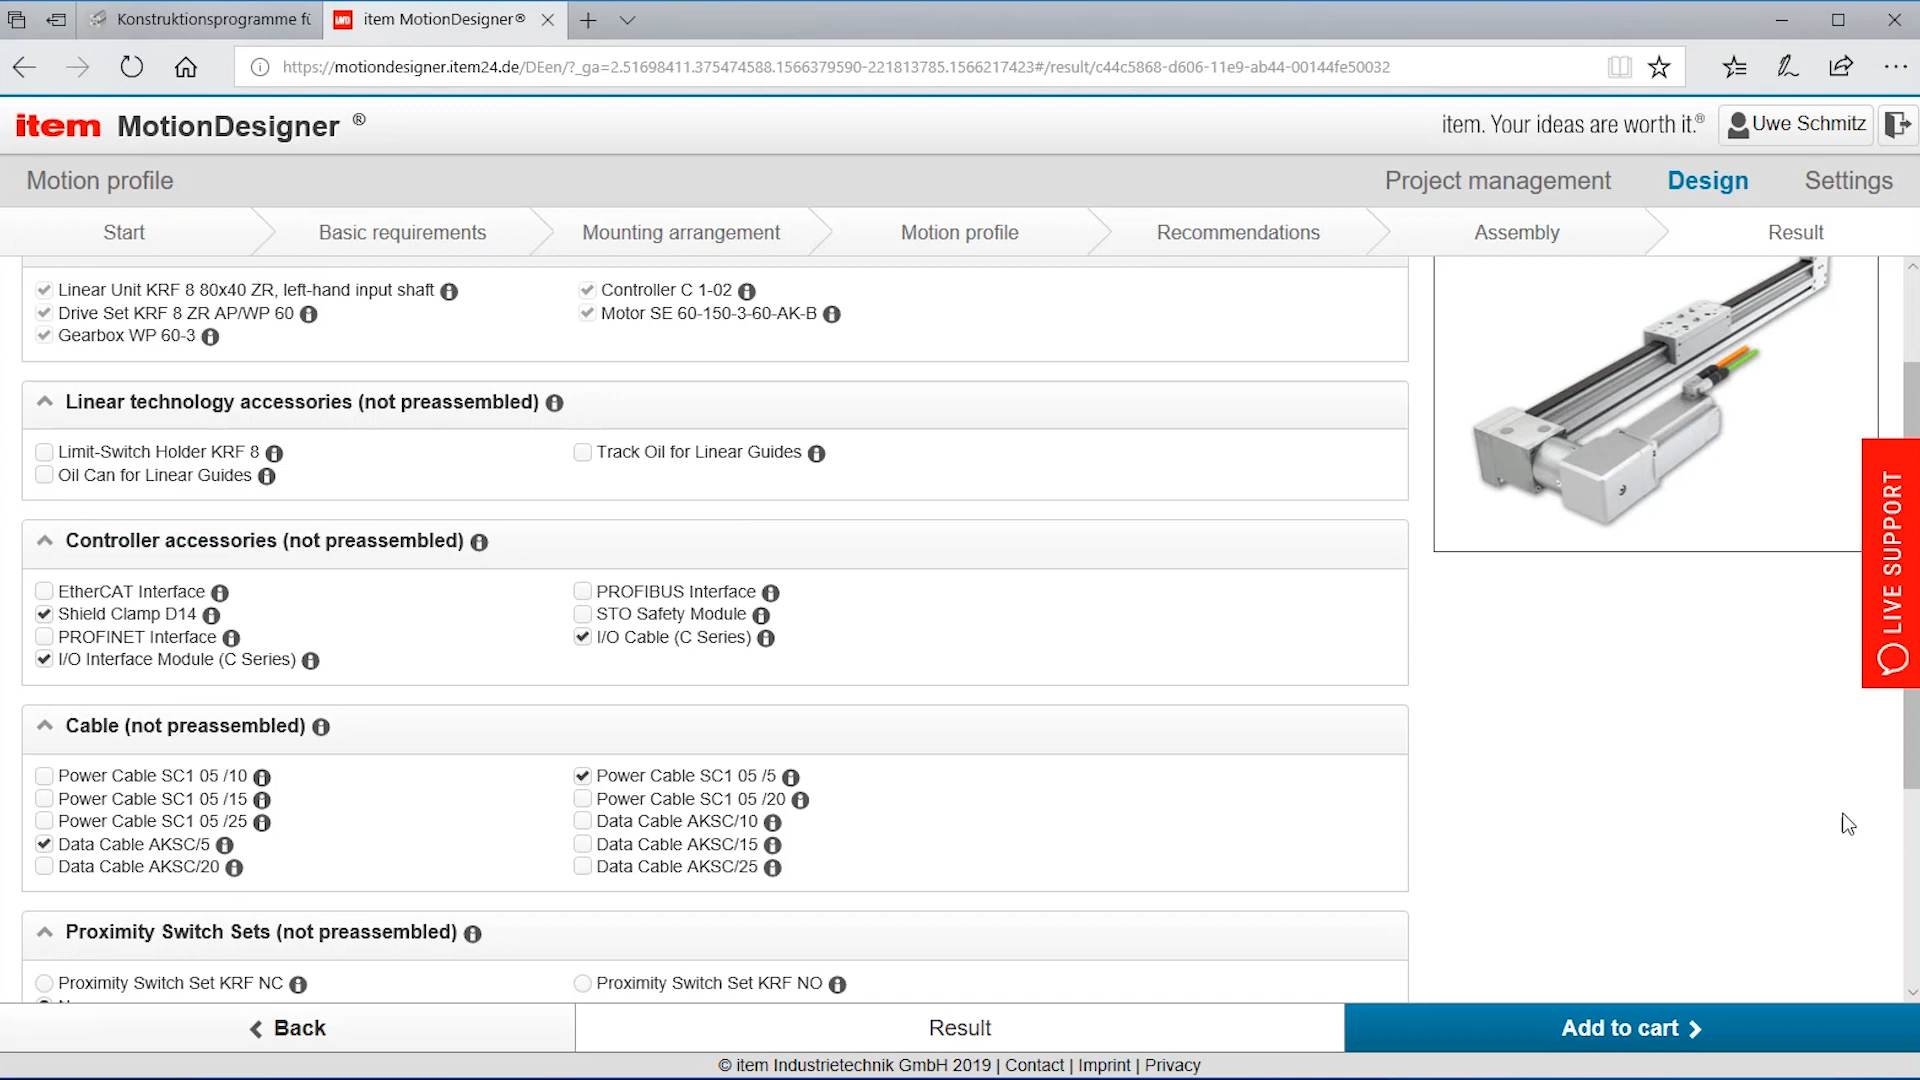 Konstruktionsprogramme fü
item MotionDesigner®
https://motiondesigner.item24.de/DEen/?_ga=2.51698411.375474588.1566379590-221813785.1566217423#/result/c44c5868-d606-11e9-ab44-00144fe50032
item MotionDesigner ®
item. Your ideas are worth it.®
Uwe Schmitz
Motion profile
Project management
Design
Settings
Start
Basic requirements
Mounting arrangement
Motion profile
Recommendations
Assembly
Result
Linear Unit KRF 8 80x40 ZR, left-hand input shaft
Controller C 1-02
Drive Set KRF 8 ZR AP/WP 60
Motor SE 60-150-3-60-AK-B
Gearbox WP 60-3
Linear technology accessories (not preassembled)
Limit-Switch Holder KRF 8
Track Oil for Linear Guides
Oil Can for Linear Guides
Controller accessories (not preassembled)
EtherCAT Interface
PROFIBUS Interface
Shield Clamp D14
STO Safety Module
PROFINET Interface
I/O Cable (C Series)
I/O Interface Module (C Series)
Cable (not preassembled)
Power Cable SC1 05 /10
Power Cable SC1 05 /5
Power Cable SC1 05 /15
Power Cable SC1 05 /20
Power Cable SC1 05 /25
Data Cable AKSC/10
Data Cable AKSC/5
Data Cable AKSC/15
Data Cable AKSC/20
Data Cable AKSC/25
Proximity Switch Sets (not preassembled)
Proximity Switch Set KRF NC
Proximity Switch Set KRF NO
LIVE SUPPORT
Back
Result
Add to cart
© item Industrietechnik GmbH 2019 | Contact | Imprint | Privacy